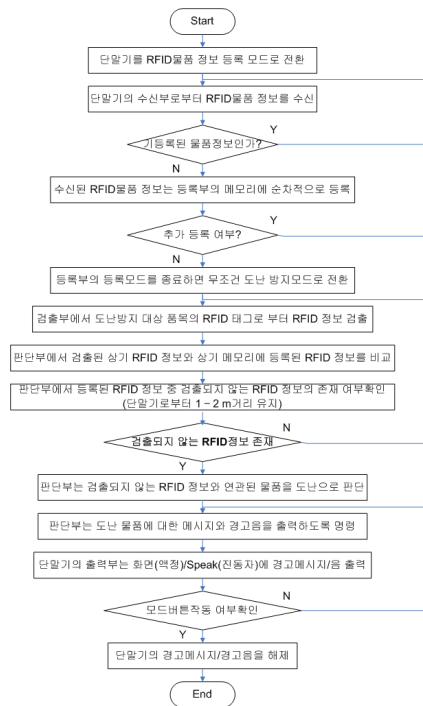 Start
단말기를 RFID물품 정보 등록 모드로 전환
단말기의 수신부로부터 RFID물품 정보를 수신
기등록된 물품정보인가?
Y
N
수신된 RFID물품 정보는 등록부의 메모리에 순차적으로 등록
추가 등록 여부?
Y
N
등록부의 등록모드를 종료하면 무조건 도난 방지모드로 전환
검출부에서 도난방지 대상 품목의 RFID 태그로 부터 RFID 정보 검출
판단부에서 검출된 상기 RFID 정보와 상기 메모리에 등록된 RFID 정보를 비교
판단부에서 등록된 RFID 정보 중 검출되지 않는 RFID 정보의 존재 여부확인
(단말기로부터 1 – 2 m거리 유지)
검출되지 않는 RFID정보 존재
N
Y
판단부는 검출되지 않는 RFID 정보와 연관된 물품을 도난으로 판단
판단부는 도난 물품에 대한 메시지와 경고음을 출력하도록 명령
단말기의 출력부는 화면(액정)/Speak(진동자)에 경고메시지/음 출력
모드버튼작동 여부확인
N
Y
단말기의 경고메시지/경고음을 해제
End